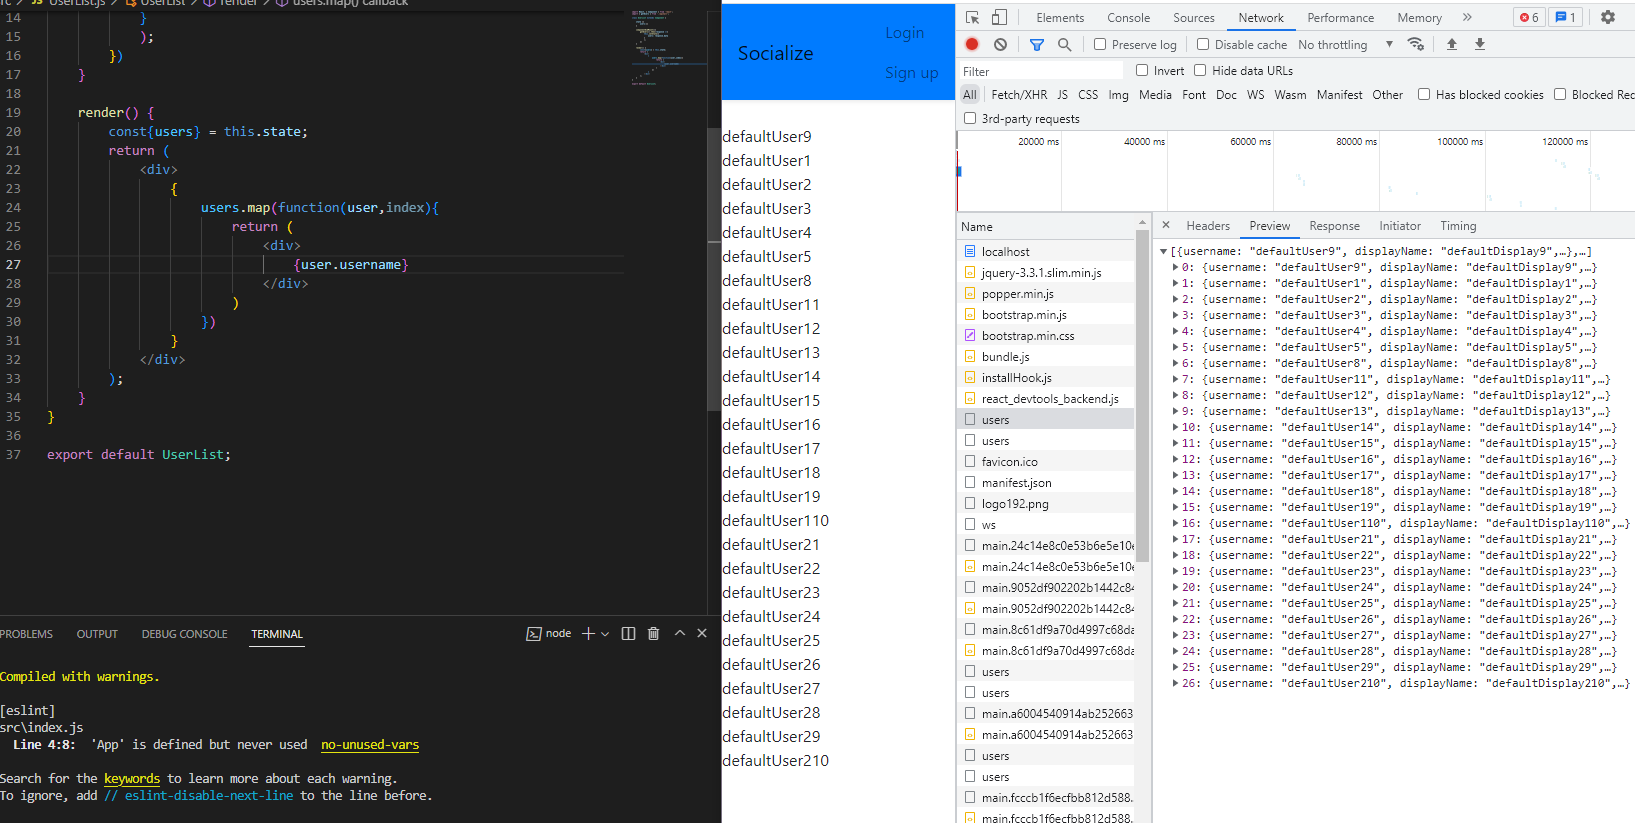 UserList.js > UserList > render > users.map() callback
14 }
15 );
16 })
17 }
18
19 render() {
20 const{users} = this.state;
21 return (
22 <div>
23 {
24 users.map(function(user,index){
25 return (
26 <div>
27 {user.username}
28 </div>
29 )
30 })
31 }
32 </div>
33 );
34 }
35 }
36
37 export default UserList;
PROBLEMS OUTPUT DEBUG CONSOLE TERMINAL node
Compiled with warnings.
[eslint]
src\index.js
Line 4:8: 'App' is defined but never used no-unused-vars
Search for the keywords to learn more about each warning.
To ignore, add // eslint-disable-next-line to the line before.
Socialize
Login
Sign up
defaultUser9
defaultUser1
defaultUser2
defaultUser3
defaultUser4
defaultUser5
defaultUser8
defaultUser11
defaultUser12
defaultUser13
defaultUser14
defaultUser15
defaultUser16
defaultUser17
defaultUser18
defaultUser19
defaultUser110
defaultUser21
defaultUser22
defaultUser23
defaultUser24
defaultUser25
defaultUser26
defaultUser27
defaultUser28
defaultUser29
defaultUser210
Elements Console Sources Network Performance Memory » 6 1
Preserve log Disable cache No throttling
Filter Invert Hide data URLs
All Fetch/XHR JS CSS Img Media Font Doc WS Wasm Manifest Other Has blocked cookies Blocked Rec
3rd-party requests
20000 ms 40000 ms 60000 ms 80000 ms 100000 ms 120000 ms
Name
localhost
jquery-3.3.1.slim.min.js
popper.min.js
bootstrap.min.js
bootstrap.min.css
bundle.js
installHook.js
react_devtools_backend.js
users
users
favicon.ico
manifest.json
logo192.png
ws
main.24c14e8c0e53b6e5e10e
main.24c14e8c0e53b6e5e10e
main.9052df902202b1442c84
main.9052df902202b1442c84
main.8c61df9a70d4997c68da
main.8c61df9a70d4997c68da
users
users
main.a6004540914ab252663
main.a6004540914ab252663
users
users
main.fcccb1f6ecfbb812d588.
main.fcccb1f6ecfbb812d588.
Headers Preview Response Initiator Timing
[{username: "defaultUser9", displayName: "defaultDisplay9",…},…]
0: {username: "defaultUser9", displayName: "defaultDisplay9",…}
1: {username: "defaultUser1", displayName: "defaultDisplay1",…}
2: {username: "defaultUser2", displayName: "defaultDisplay2",…}
3: {username: "defaultUser3", displayName: "defaultDisplay3",…}
4: {username: "defaultUser4", displayName: "defaultDisplay4",…}
5: {username: "defaultUser5", displayName: "defaultDisplay5",…}
6: {username: "defaultUser8", displayName: "defaultDisplay8",…}
7: {username: "defaultUser11", displayName: "defaultDisplay11",…}
8: {username: "defaultUser12", displayName: "defaultDisplay12",…}
9: {username: "defaultUser13", displayName: "defaultDisplay13",…}
10: {username: "defaultUser14", displayName: "defaultDisplay14",…}
11: {username: "defaultUser15", displayName: "defaultDisplay15",…}
12: {username: "defaultUser16", displayName: "defaultDisplay16",…}
13: {username: "defaultUser17", displayName: "defaultDisplay17",…}
14: {username: "defaultUser18", displayName: "defaultDisplay18",…}
15: {username: "defaultUser19", displayName: "defaultDisplay19",…}
16: {username: "defaultUser110", displayName: "defaultDisplay110",…}
17: {username: "defaultUser21", displayName: "defaultDisplay21",…}
18: {username: "defaultUser22", displayName: "defaultDisplay22",…}
19: {username: "defaultUser23", displayName: "defaultDisplay23",…}
20: {username: "defaultUser24", displayName: "defaultDisplay24",…}
21: {username: "defaultUser25", displayName: "defaultDisplay25",…}
22: {username: "defaultUser26", displayName: "defaultDisplay26",…}
23: {username: "defaultUser27", displayName: "defaultDisplay27",…}
24: {username: "defaultUser28", displayName: "defaultDisplay28",…}
25: {username: "defaultUser29", displayName: "defaultDisplay29",…}
26: {username: "defaultUser210", displayName: "defaultDisplay210",…}